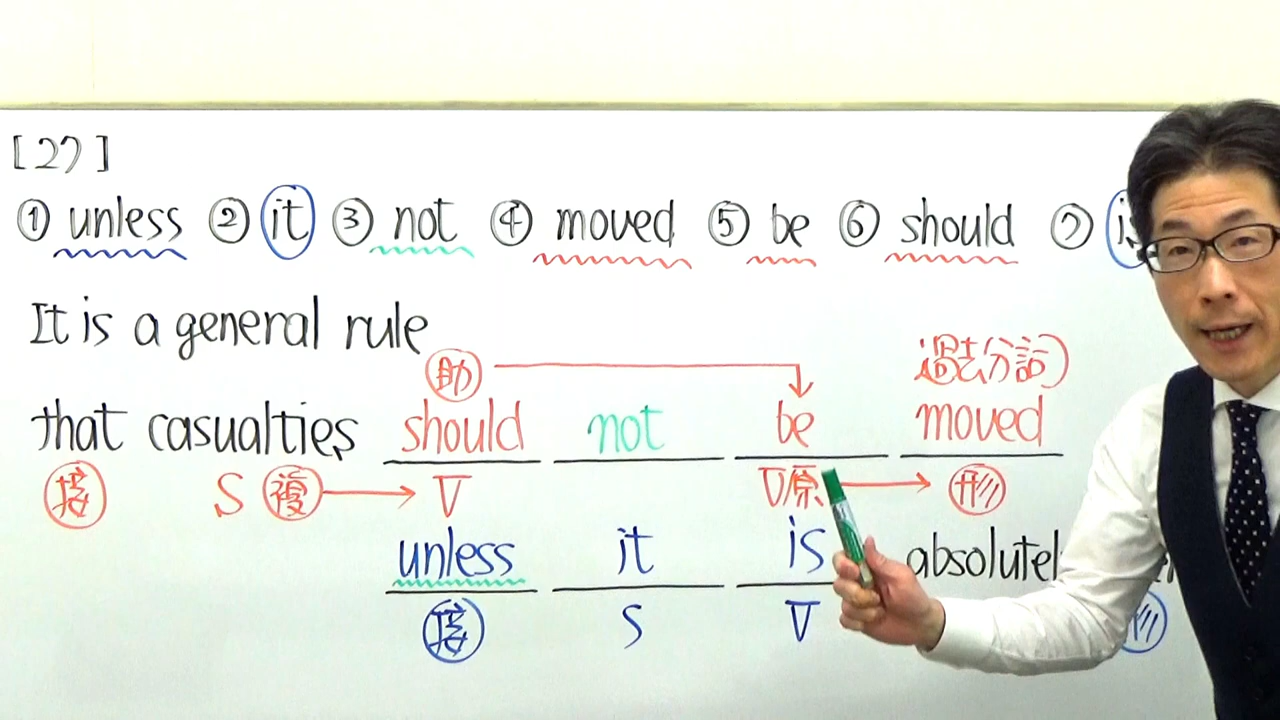 [27]
① unless ② it ③ not ④ moved ⑤ be ⑥ should ⑦ is
It is a general rule
助 過去分詞
that casualties should not be moved
接 S 複 V V原 形
unless it is absolutel
接 S V 形